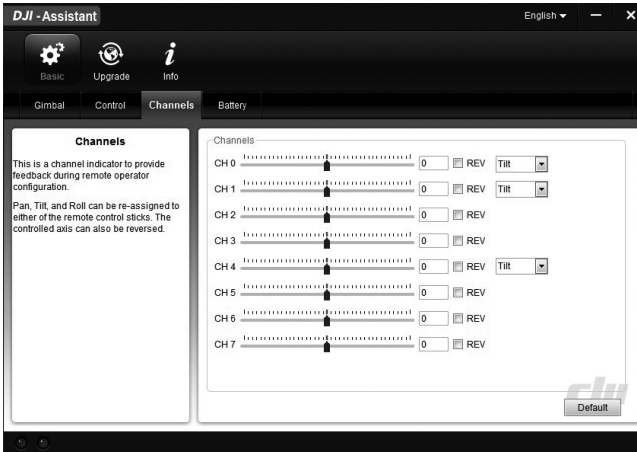 DJI - Assistant
English
Basic
Upgrade
Info
Gimbal
Control
Channels
Battery
Channels
This is a channel indicator to provide
feedback during remote operator
configuration.
Pan, Tilt, and Roll can be re-assigned to
either of the remote control sticks. The
controlled axis can also be reversed.
Channels
CH 0 0 REV Tilt
CH 1 0 REV Tilt
CH 2 0 REV
CH 3 0 REV
CH 4 0 REV Tilt
CH 5 0 REV
CH 6 0 REV
CH 7 0 REV
dji
Default